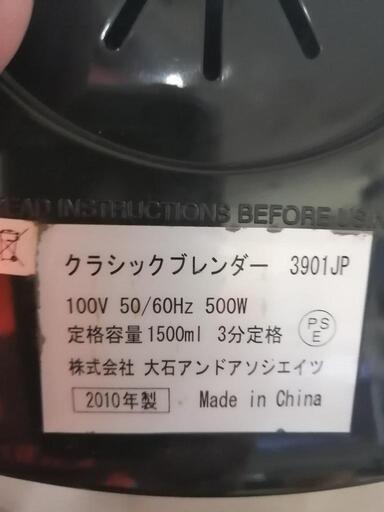 READ INSTRUCTIONS BEFORE US
クラシックブレンダー 3901JP
100V 50/60Hz 500W
定格容量1500ml 3分定格
PSE
株式会社 大石アンドアソシエイツ
2010年製 Made in China